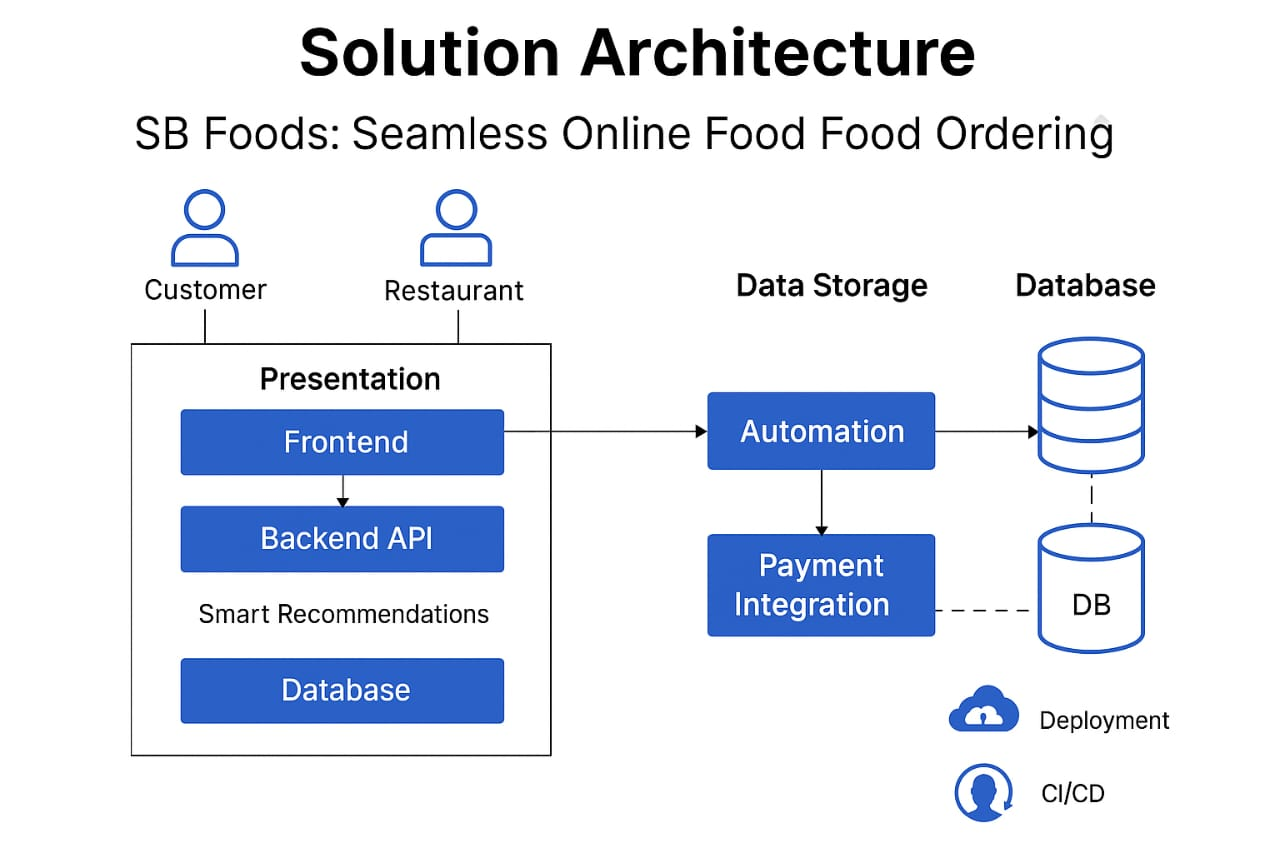 Solution Architecture
SB Foods: Seamless Online Food Food Ordering
Customer
Restaurant
Presentation
Frontend
Backend API
Smart Recommendations
Database
Data Storage
Automation
Payment
Integration
Database
DB
Deployment
CI/CD